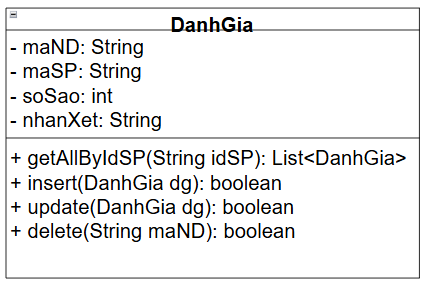 DanhGia
- maND: String
- maSP: String
- soSao: int
- nhanXet: String
+ getAllByIdSP(String idSP): List<DanhGia>
+ insert(DanhGia dg): boolean
+ update(DanhGia dg): boolean
+ delete(String maND): boolean